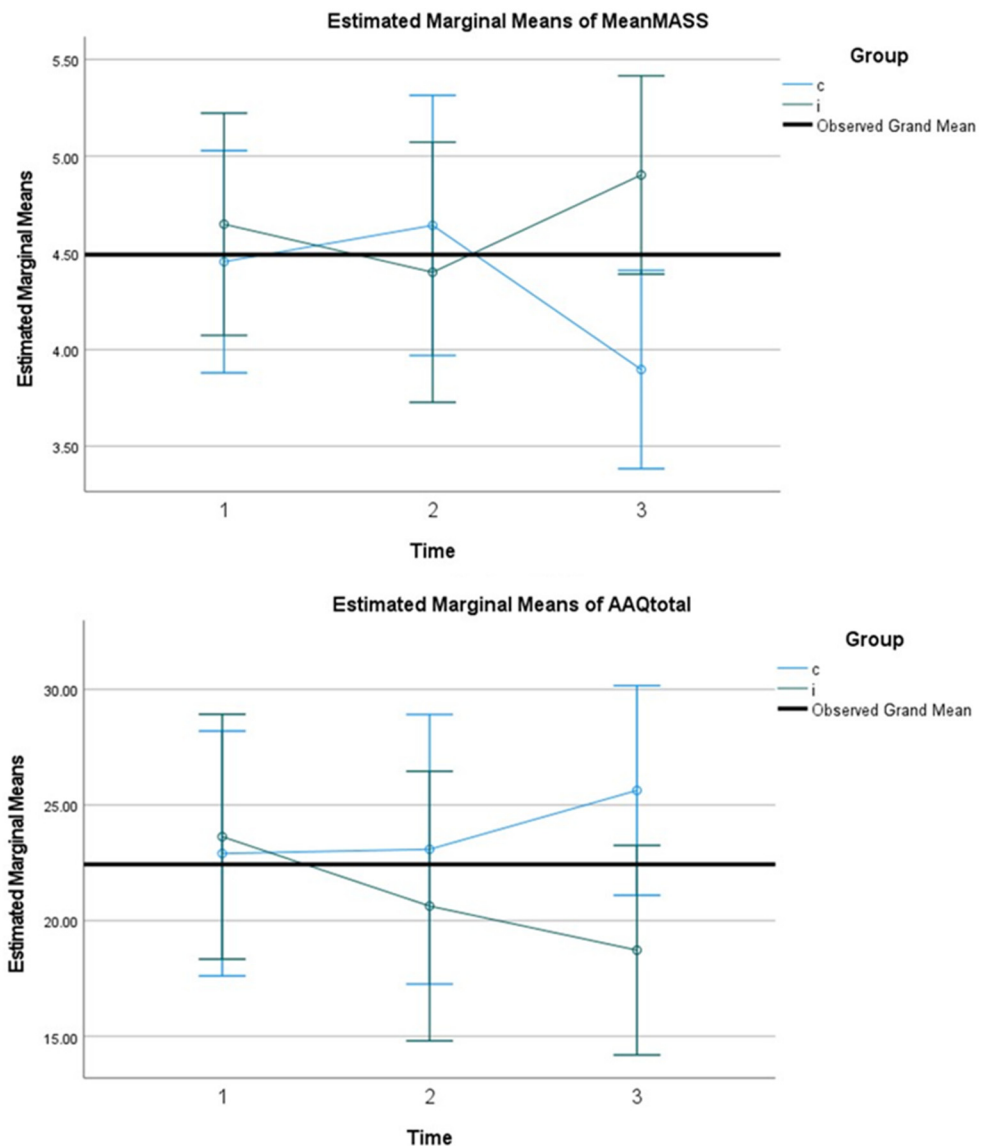 Estimated Marginal Means of MeanMASS
Group
c
i
Observed Grand Mean
Estimated Marginal Means
5.50
5.00
4.50
4.00
3.50
1 2 3
Time
Estimated Marginal Means of AAQtotal
Group
c
i
Observed Grand Mean
Estimated Marginal Means
30.00
25.00
20.00
15.00
1 2 3
Time